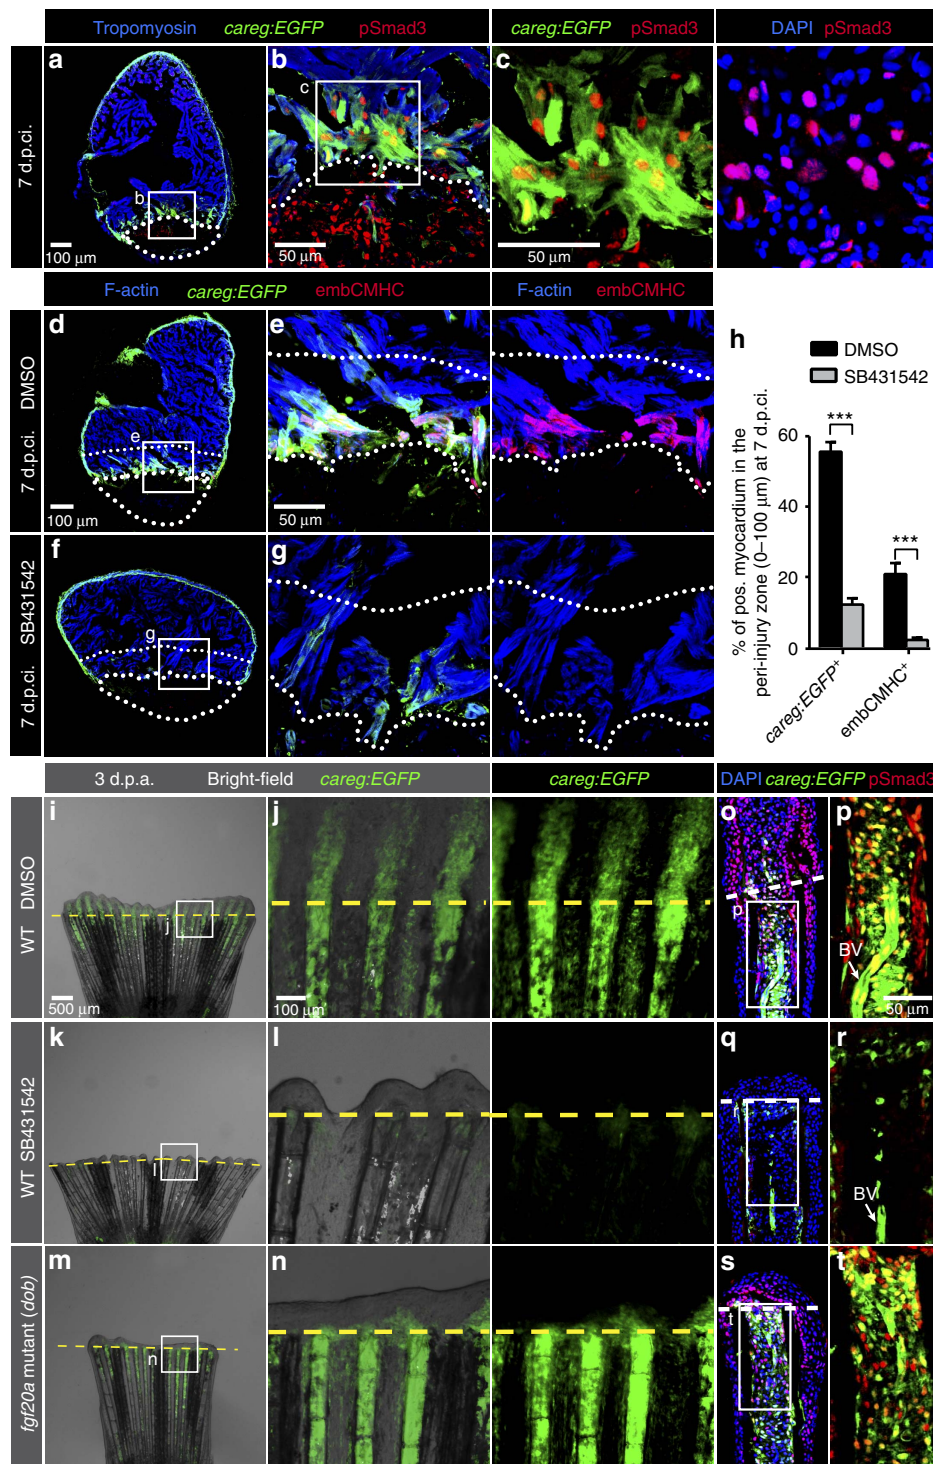 Tropomyosin careg:EGFP pSmad3
careg:EGFP pSmad3
DAPI pSmad3
7 d.p.ci.
a
b
100 µm
b
c
50 µm
c
50 µm
F-actin careg:EGFP embCMHC
F-actin embCMHC
7 d.p.ci. DMSO
d
e
100 µm
e
50 µm
7 d.p.ci. SB431542
f
g
g
h
DMSO
SB431542
% of pos. myocardium in the
peri-injury zone (0–100 µm) at 7 d.p.ci.
60
40
20
0
***
***
careg:EGFP+
embCMHC+
3 d.p.a. Bright-field careg:EGFP
careg:EGFP
DAPI careg:EGFP pSmad3
WT DMSO
i
j
500 µm
j
100 µm
o
p
p
BV
50 µm
WT SB431542
k
l
l
q
r
r
BV
fgf20a mutant (dob)
m
n
n
s
t
t